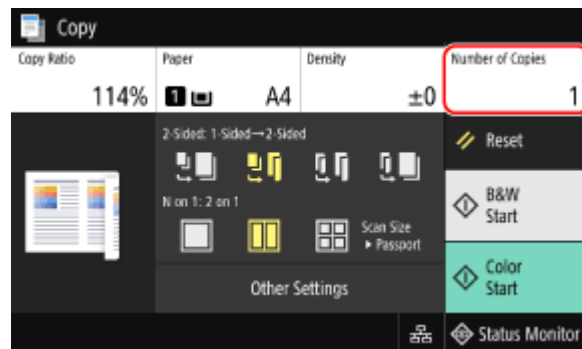 Copy
Copy Ratio
114%
Paper
1 A4
Density
±0
Number of Copies
1
2-Sided: 1-Sided→2-Sided
N on 1: 2 on 1
Scan Size
▸ Passport
Other Settings
Reset
B&W
Start
Color
Start
Status Monitor